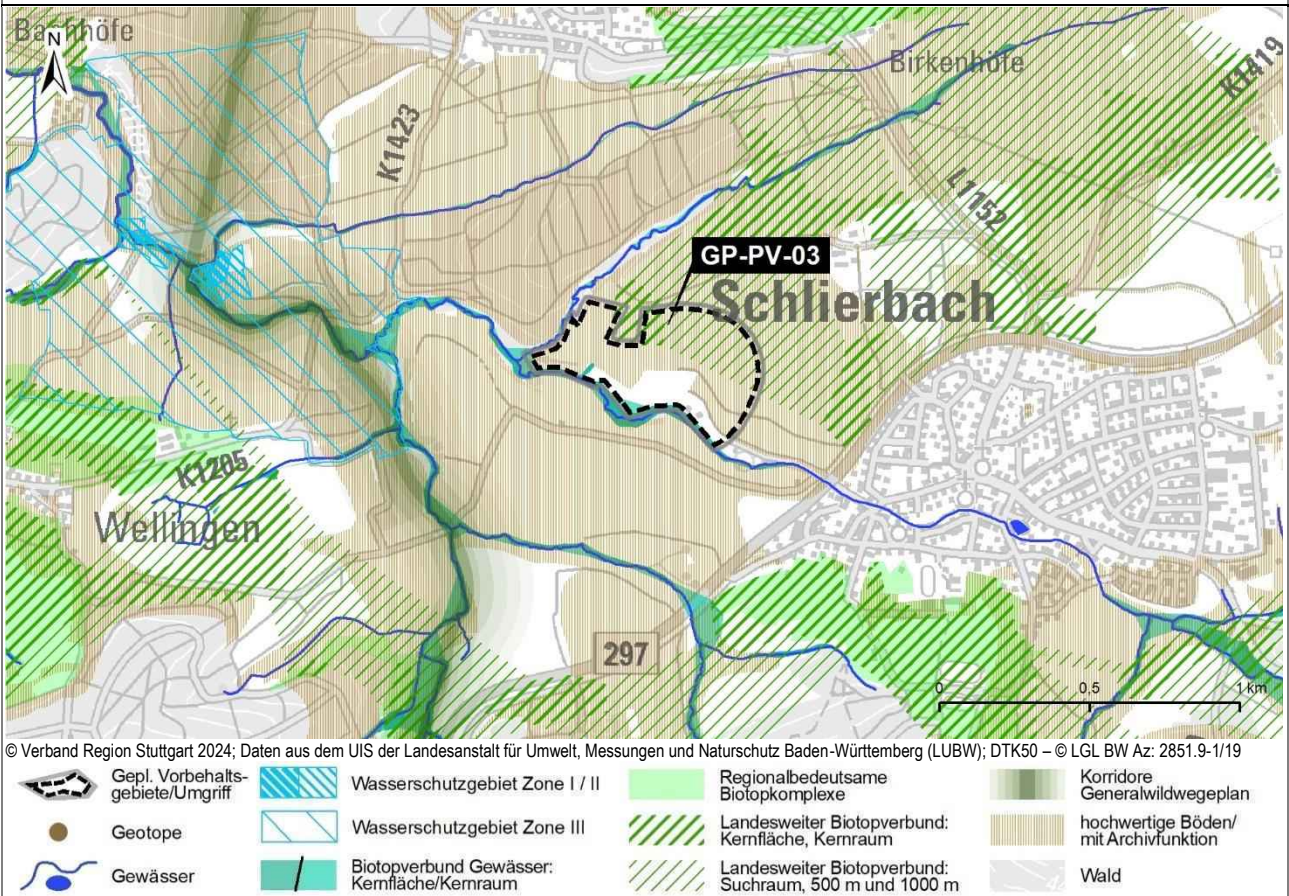 Bachhöfe
N
Birkenhöfe
K1419
K1423
L1152
GP-PV-03
Schlierbach
K1205
Wellingen
297
0 0,5 1 km
© Verband Region Stuttgart 2024; Daten aus dem UIS der Landesanstalt für Umwelt, Messungen und Naturschutz Baden-Württemberg (LUBW); DTK50 – © LGL BW Az: 2851.9-1/19
Gepl. Vorbehalts-
gebiete/Umgriff
Geotope
Gewässer
Wasserschutzgebiet Zone I / II
Wasserschutzgebiet Zone III
Biotopverbund Gewässer:
Kernfläche/Kernraum
Regionalbedeutsame
Biotopkomplexe
Landesweiter Biotopverbund:
Kernfläche, Kernraum
Landesweiter Biotopverbund:
Suchraum, 500 m und 1000 m
Korridore
Generalwildwegeplan
hochwertige Böden/
mit Archivfunktion
Wald